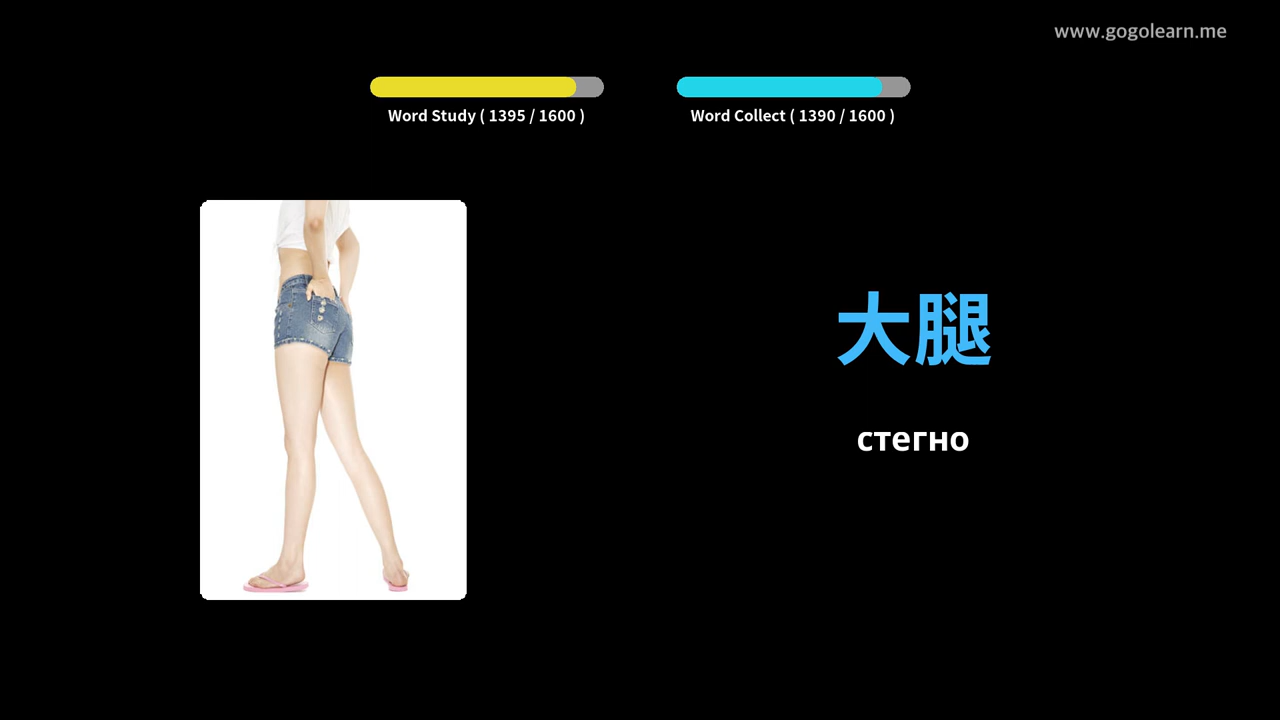 www.gogolearn.me
Word Study ( 1395 / 1600 )
Word Collect ( 1390 / 1600 )
大腿
стегно